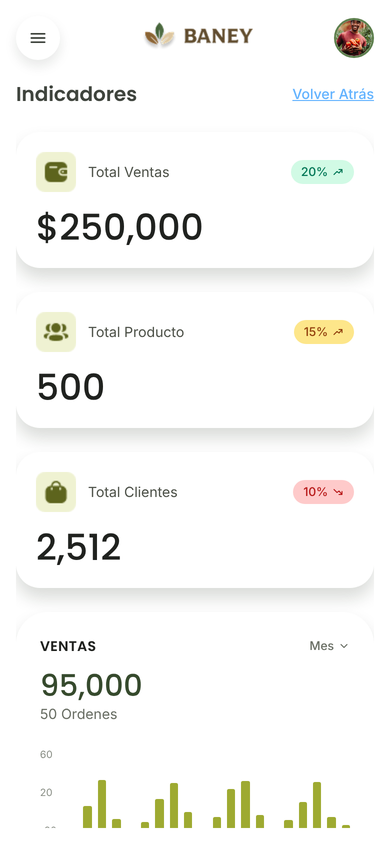 BANEY
Indicadores
Volver Atrás
Total Ventas
20%
$250,000
Total Producto
15%
500
Total Clientes
10%
2,512
VENTAS
Mes
95,000
50 Ordenes
60
20